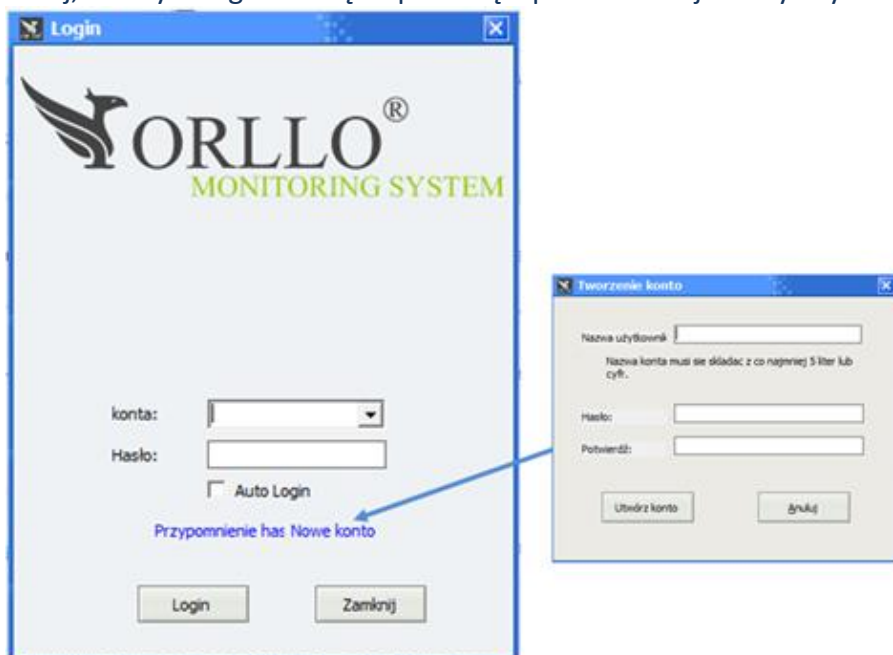 Login
ORLLO®
MONITORING SYSTEM
konta:
Hasło:
Auto Login
Przypomnienie has Nowe konto
Login
Zamknij
Tworzenie konto
Nazwa użytkownik
Nazwa konta musi sie skladac z co najmniej 5 liter lub
cyfr.
Hasło:
Potwierdź:
Utwórz konto
Anuluj